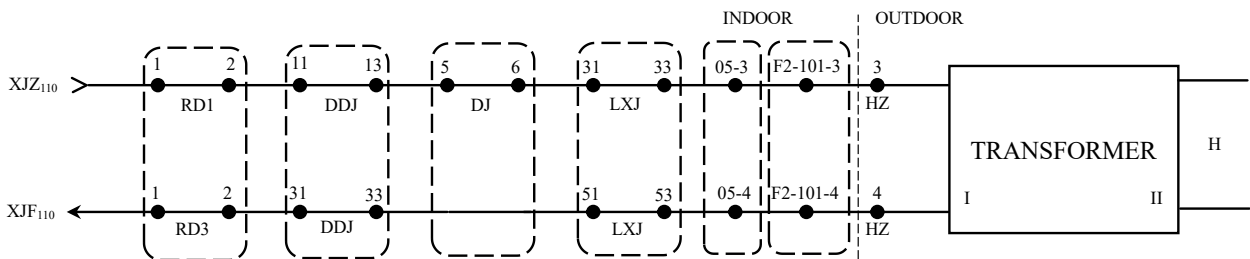 INDOOR OUTDOOR
1 2 11 13 5 6 31 33 05-3 F2-101-3 3
XJZ₁₁₀
RD1 DDJ DJ LXJ HZ
TRANSFORMER H
1 2 31 33 51 53 05-4 F2-101-4 4
I II
XJF₁₁₀
RD3 DDJ LXJ HZ